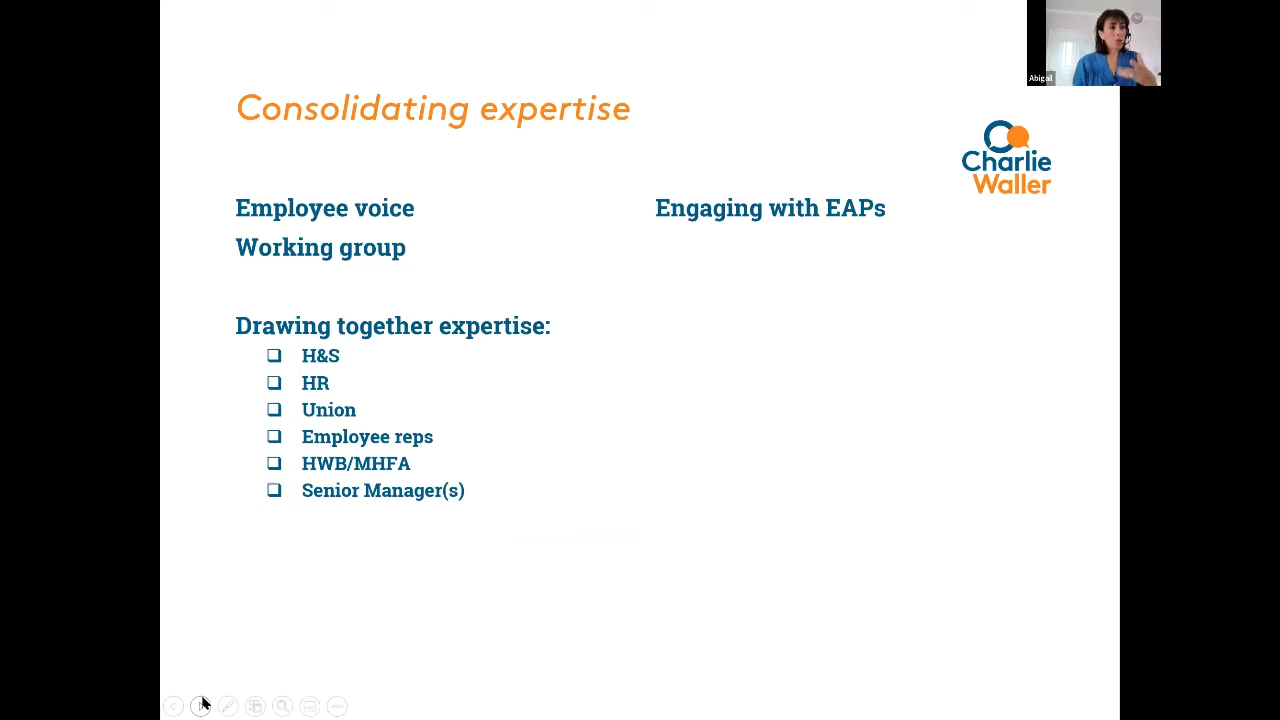 Abigail
Consolidating expertise
Charlie
Waller
Employee voice
Working group
Engaging with EAPs
Drawing together expertise:
H&S
HR
Union
Employee reps
HWB/MHFA
Senior Manager(s)